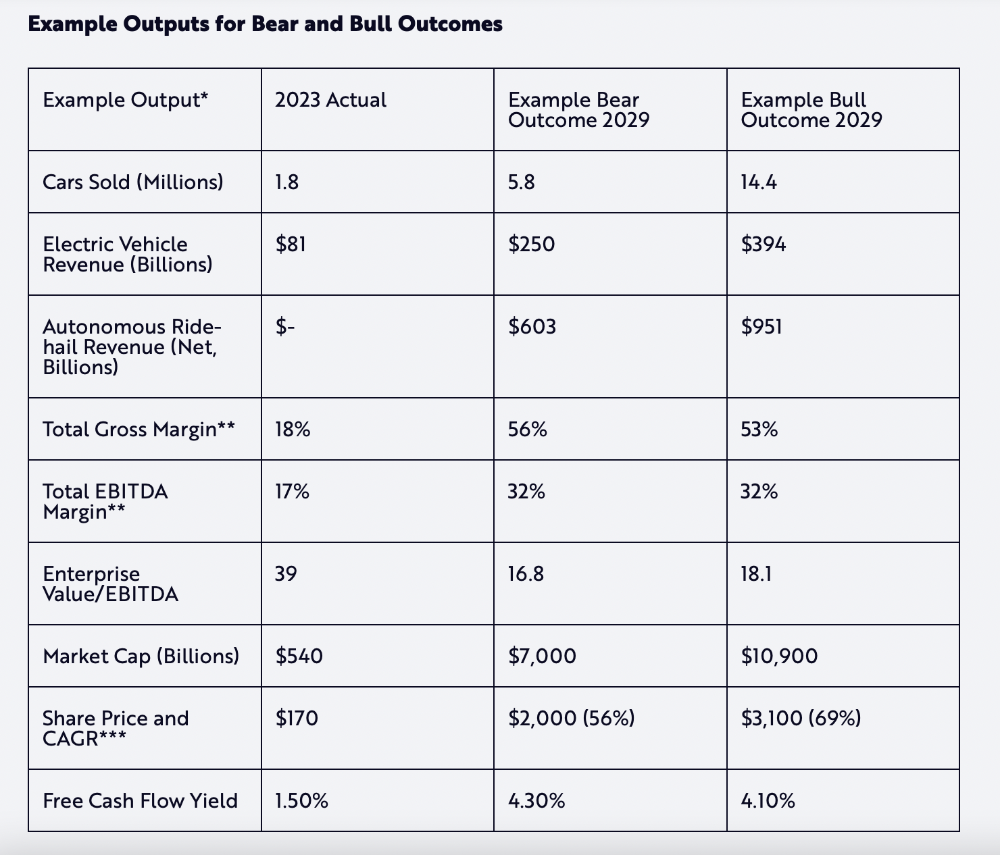 Example Outputs for Bear and Bull Outcomes
Example Output*
2023 Actual
Example Bear
Outcome 2029
Example Bull
Outcome 2029
Cars Sold (Millions)
1.8
5.8
14.4
Electric Vehicle
Revenue (Billions)
$81
$250
$394
Autonomous Ride-
hail Revenue (Net,
Billions)
$-
$603
$951
Total Gross Margin**
18%
56%
53%
Total EBITDA
Margin**
17%
32%
32%
Enterprise
Value/EBITDA
39
16.8
18.1
Market Cap (Billions)
$540
$7,000
$10,900
Share Price and
CAGR***
$170
$2,000 (56%)
$3,100 (69%)
Free Cash Flow Yield
1.50%
4.30%
4.10%